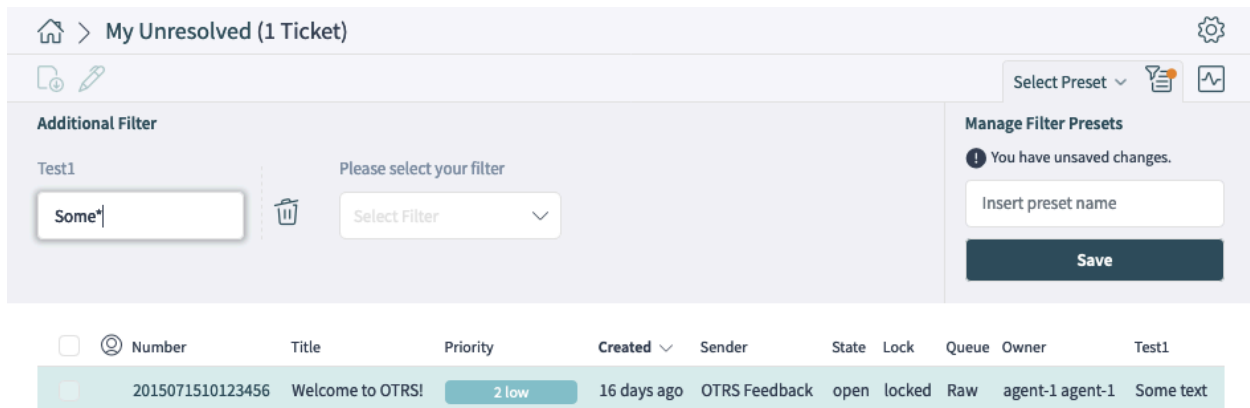 My Unresolved (1 Ticket)
Select Preset
Additional Filter
Manage Filter Presets
Test1
Please select your filter
You have unsaved changes.
Some*
Select Filter
Insert preset name
Save
Number Title Priority Created Sender State Lock Queue Owner Test1
2015071510123456 Welcome to OTRS! 2 low 16 days ago OTRS Feedback open locked Raw agent-1 agent-1 Some text